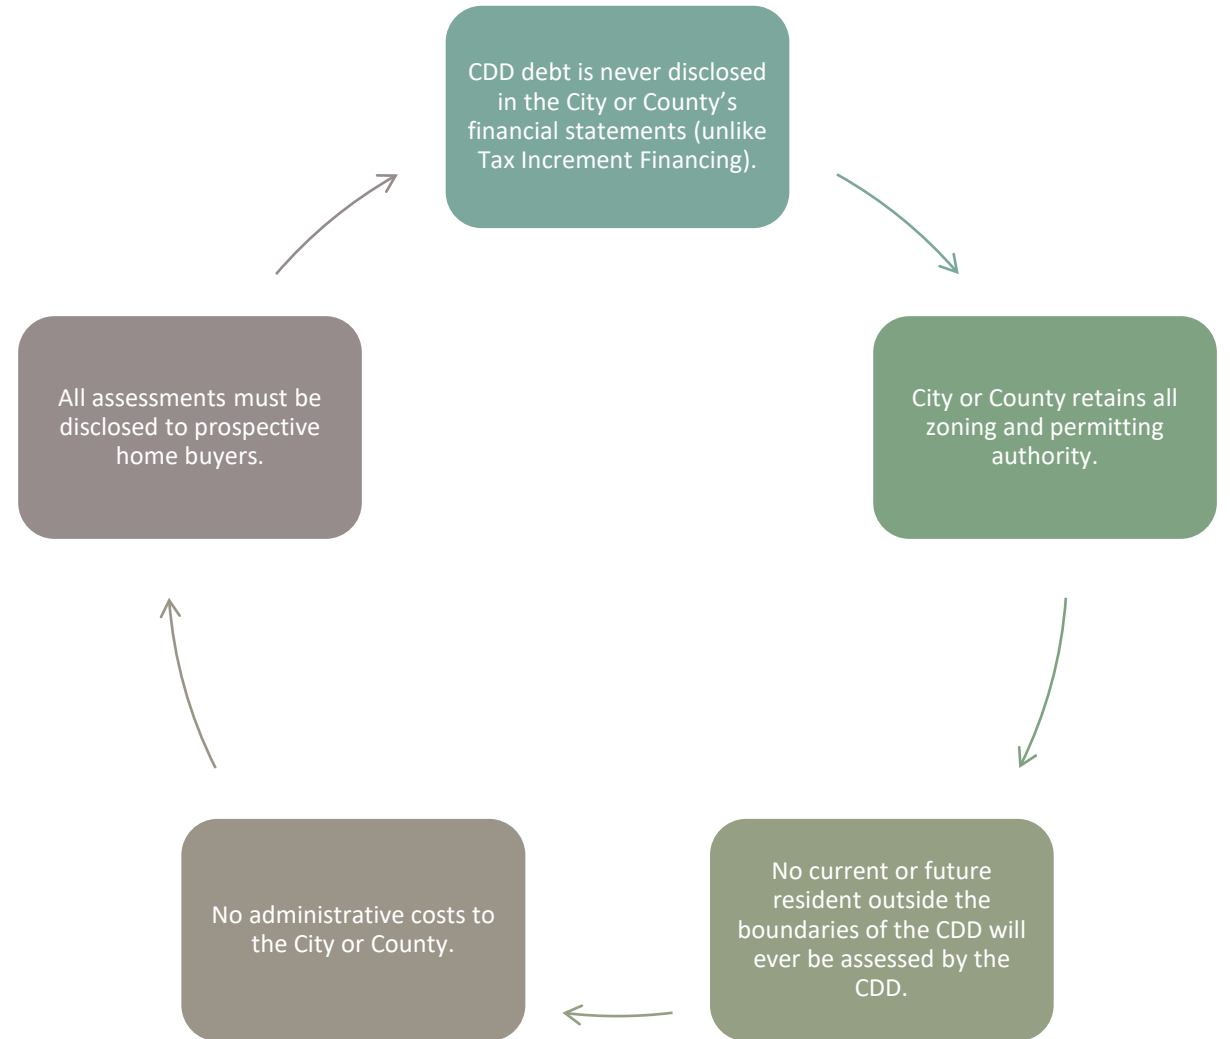 CDD debt is never disclosed
in the City or County’s
financial statements (unlike
Tax Increment Financing).
City or County retains all
zoning and permitting
authority.
No current or future
resident outside the
boundaries of the CDD will
ever be assessed by the
CDD.
No administrative costs to
the City or County.
All assessments must be
disclosed to prospective
home buyers.